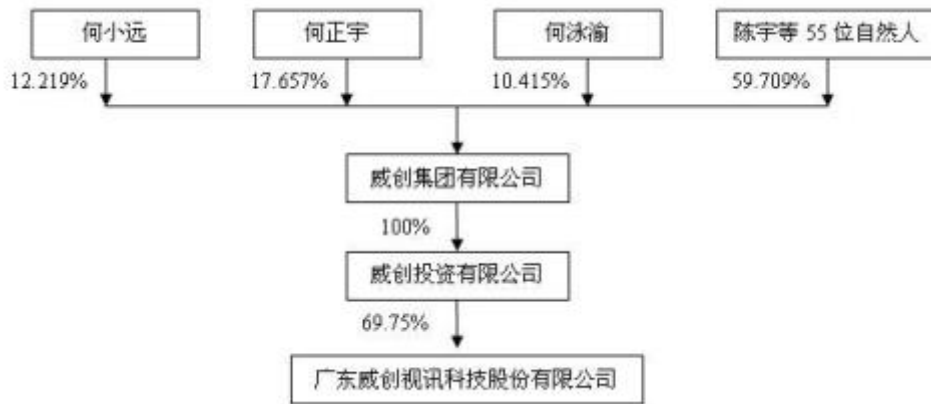 何小远
何正宇
何泳渝
陈宇等 55 位自然人
12.219%
17.657%
10.415%
59.709%
威创集团有限公司
100%
威创投资有限公司
69.75%
广东威创视讯科技股份有限公司